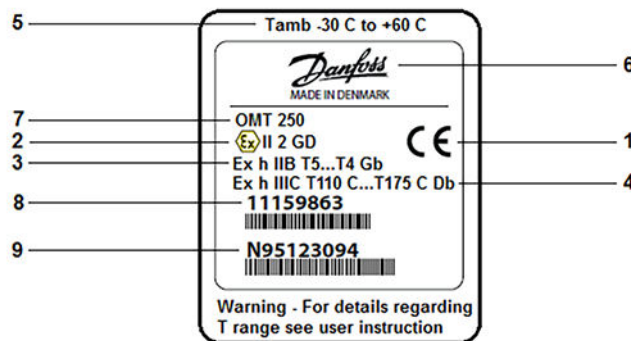 5 Tamb -30 C to +60 C
Danfoss 6
MADE IN DENMARK
7 OMT 250
2 Ex II 2 GD CE 1
3 Ex h IIB T5...T4 Gb
Ex h IIIC T110 C...T175 C Db 4
8 11159863
9 N95123094
Warning - For details regarding
T range see user instruction